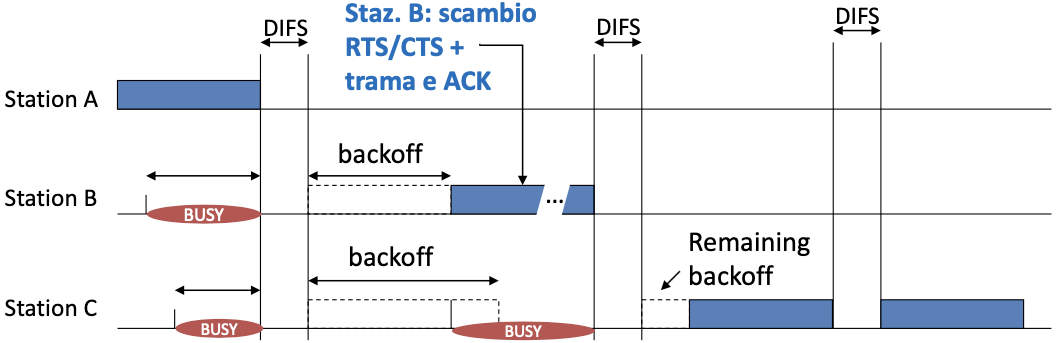 DIFS
Staz. B: scambio
RTS/CTS +
trama e ACK
DIFS
DIFS
Station A
backoff
Station B
BUSY
...
backoff
Remaining
backoff
Station C
BUSY
BUSY